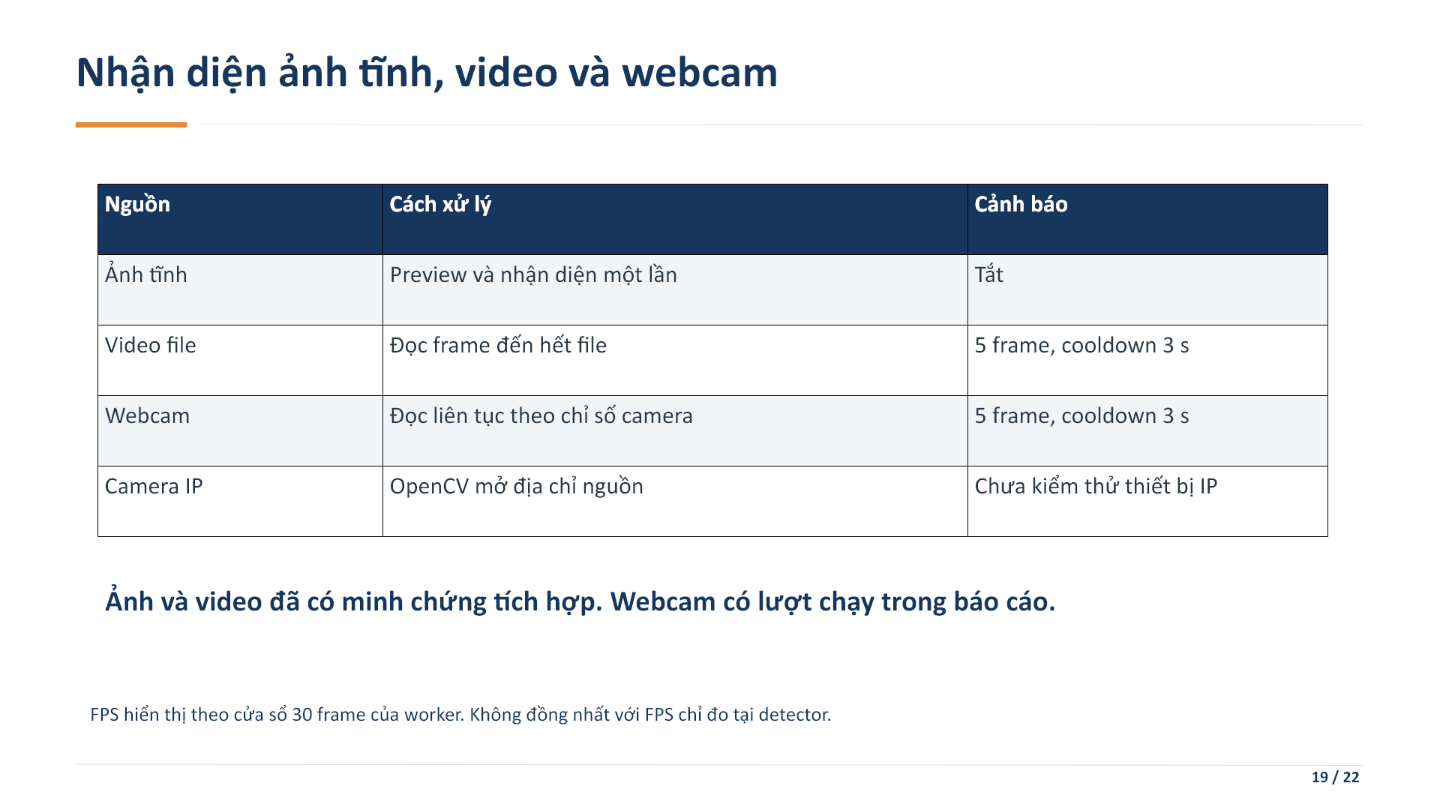 Nhận diện ảnh tĩnh, video và webcam
Nguồn Cách xử lý Cảnh báo
Ảnh tĩnh Preview và nhận diện một lần Tắt
Video file Đọc frame đến hết file 5 frame, cooldown 3 s
Webcam Đọc liên tục theo chỉ số camera 5 frame, cooldown 3 s
Camera IP OpenCV mở địa chỉ nguồn Chưa kiểm thử thiết bị IP
Ảnh và video đã có minh chứng tích hợp. Webcam có lượt chạy trong báo cáo.
FPS hiển thị theo cửa sổ 30 frame của worker. Không đồng nhất với FPS chỉ đo tại detector.
19 / 22